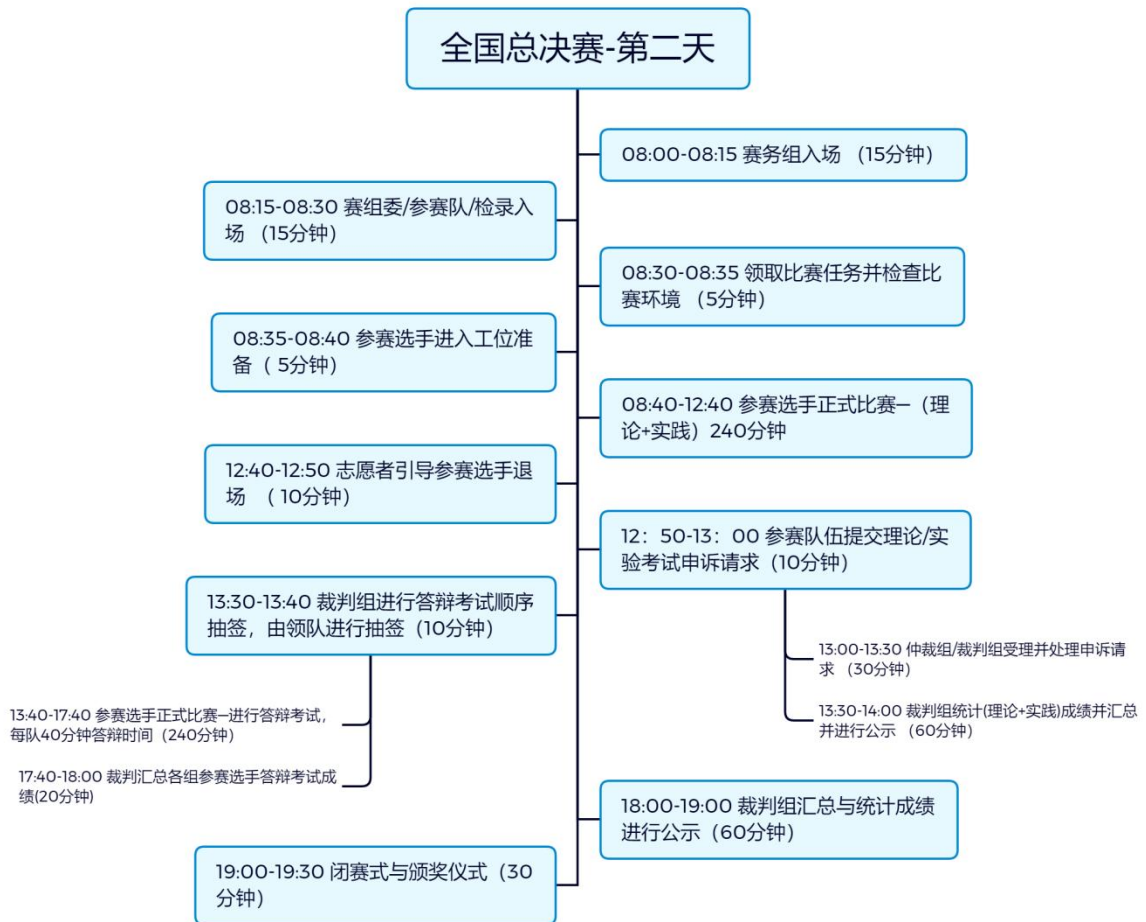 全国总决赛-第二天
08:00-08:15 赛务组入场 （15分钟）
08:15-08:30 赛组委/参赛队/检录入
场 （15分钟）
08:30-08:35 领取比赛任务并检查比
赛环境 （5分钟）
08:35-08:40 参赛选手进入工位准
备（ 5分钟）
08:40-12:40 参赛选手正式比赛—（理
论+实践）240分钟
12:40-12:50 志愿者引导参赛选手退
场 （ 10分钟）
12：50-13：00 参赛队伍提交理论/实
验考试申诉请求（10分钟）
13:00-13:30 仲裁组/裁判组受理并处理申诉请
求 （30分钟）
13:30-14:00 裁判组统计(理论+实践)成绩并汇总
并进行公示 （60分钟）
13:30-13:40 裁判组进行答辩考试顺序
抽签，由领队进行抽签（10分钟）
13:40-17:40 参赛选手正式比赛—进行答辩考试，
每队40分钟答辩时间（240分钟）
17:40-18:00 裁判汇总各组参赛选手答辩考试成
绩(20分钟)
18:00-19:00 裁判组汇总与统计成绩
进行公示（60分钟）
19:00-19:30 闭赛式与颁奖仪式（30
分钟）